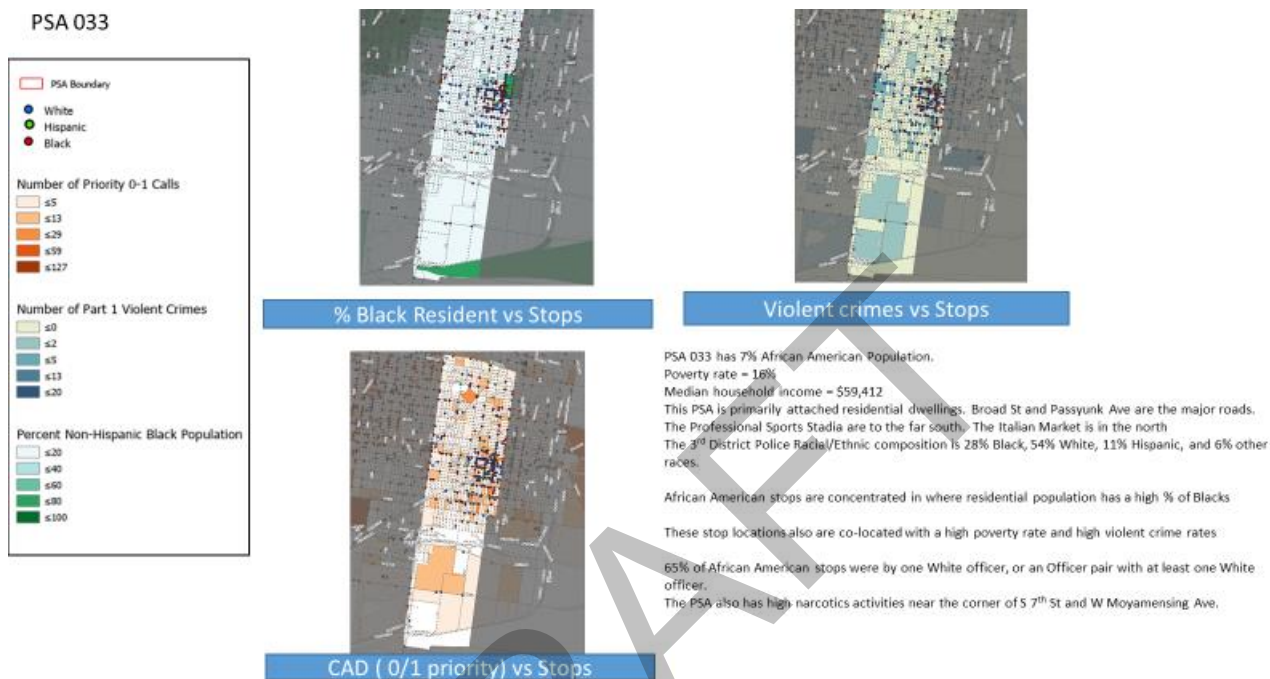 PSA 033
PSA Boundary
White
Hispanic
Black
Number of Priority 0-1 Calls
≤5
≤13
≤29
≤59
≤127
Number of Part 1 Violent Crimes
≤0
≤2
≤5
≤13
≤20
Percent Non-Hispanic Black Population
≤20
≤40
≤60
≤80
≤100
% Black Resident vs Stops
Violent crimes vs Stops
CAD ( 0/1 priority) vs Stops
PSA 033 has 7% African American Population.
Poverty rate = 16%
Median household income = $59,412
This PSA is primarily attached residential dwellings. Broad St and Passyunk Ave are the major roads.
The Professional Sports Stadia are to the far south. The Italian Market is in the north
The 3rd District Police Racial/Ethnic composition is 28% Black, 54% White, 11% Hispanic, and 6% other
races.
African American stops are concentrated in where residential population has a high % of Blacks
These stop locations also are co-located with a high poverty rate and high violent crime rates
65% of African American stops were by one White officer, or an Officer pair with at least one White
officer.
The PSA also has high narcotics activities near the corner of S 7th St and W Moyamensing Ave.
DRAFT